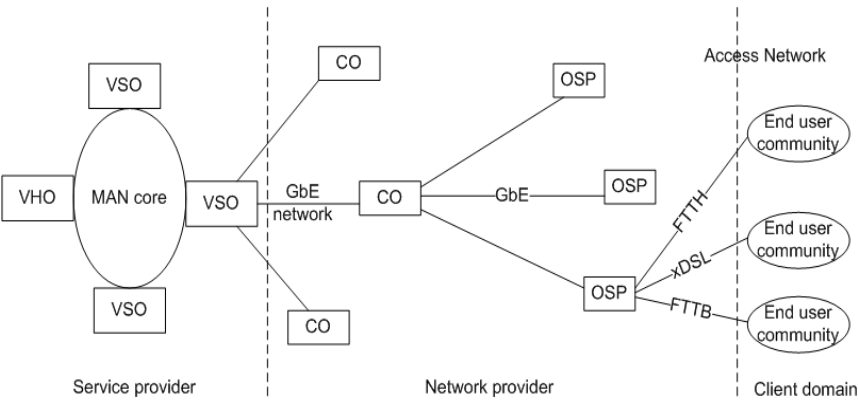 Access Network
CO
OSP
VSO
End user
community
VHO
MAN core
VSO
GbE
network
CO
GbE
OSP
FTTH
End user
community
xDSL
OSP
FTTB
End user
community
VSO
CO
Service provider
Network provider
Client domain